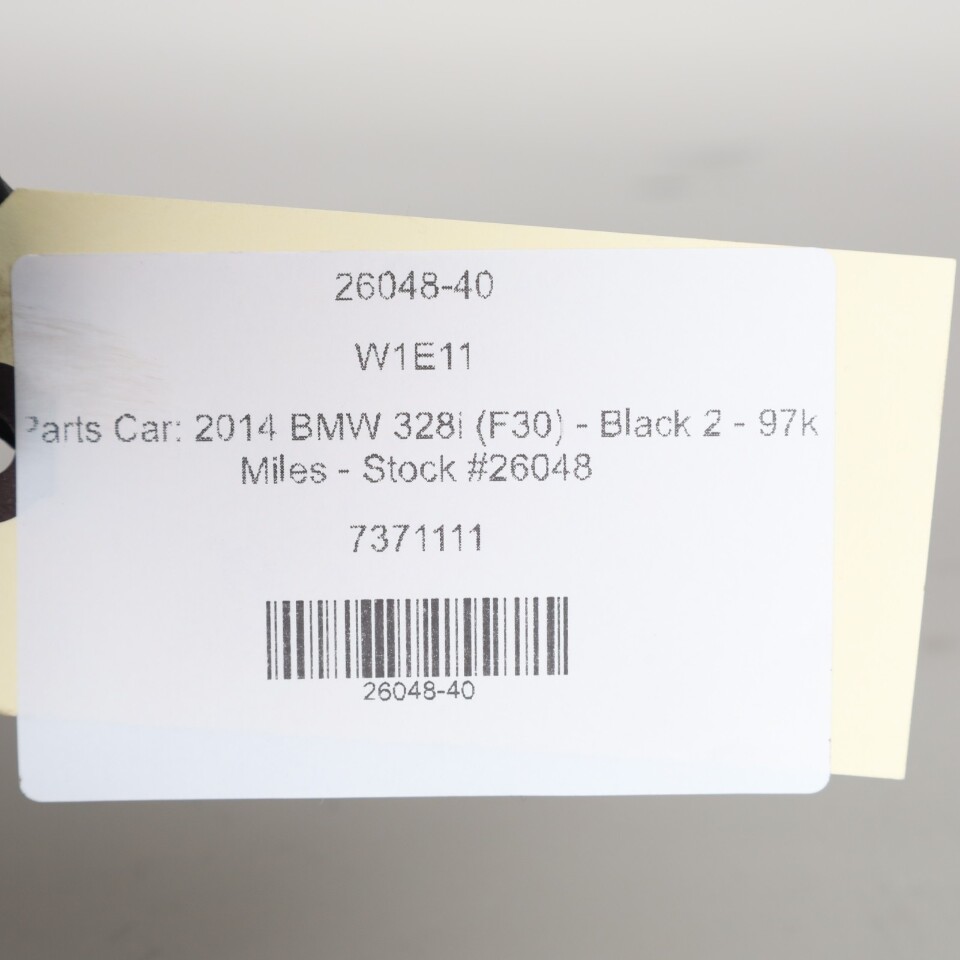 26048-40
W1E11
Parts Car: 2014 BMW 328i (F30) - Black 2 - 97k
Miles - Stock #26048
7371111
26048-40